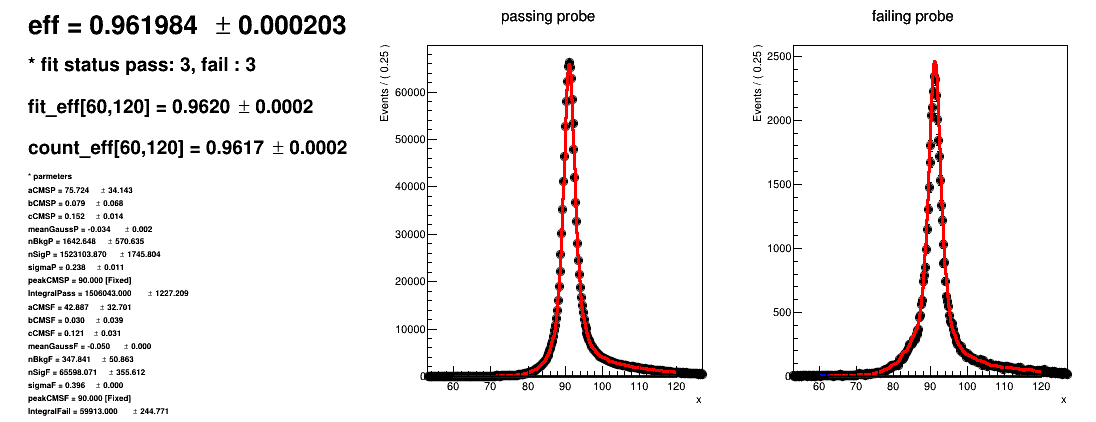 eff = 0.961984 ± 0.000203
* fit status pass: 3, fail : 3
fit_eff[60,120] = 0.9620 ± 0.0002
count_eff[60,120] = 0.9617 ± 0.0002
* parmeters
aCMSP = 75.724 ± 34.143
bCMSP = 0.079 ± 0.068
cCMSP = 0.152 ± 0.014
meanGaussP = -0.034 ± 0.002
nBkgP = 1642.648 ± 570.635
nSigP = 1523103.870 ± 1745.804
sigmaP = 0.238 ± 0.011
peakCMSP = 90.000 [Fixed]
IntegralPass = 1506043.000 ± 1227.209
aCMSF = 42.887 ± 32.701
bCMSF = 0.030 ± 0.039
cCMSF = 0.121 ± 0.031
meanGaussF = -0.050 ± 0.000
nBkgF = 347.841 ± 50.863
nSigF = 65598.071 ± 355.612
sigmaF = 0.396 ± 0.000
peakCMSF = 90.000 [Fixed]
IntegralFail = 59913.000 ± 244.771
passing probe
Events / ( 0.25 )
60000
50000
40000
30000
20000
10000
0
60 70 80 90 100 110 120
x
failing probe
Events / ( 0.25 )
2500
2000
1500
1000
500
0
60 70 80 90 100 110 120
x